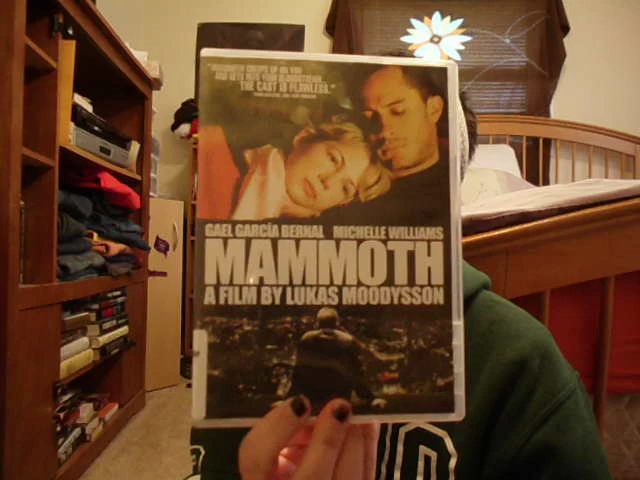 "MAMMOTH CREEPS UP ON YOU
AND GETS INTO YOUR BLOODSTREAM.
THE CAST IS FLAWLESS."
GAEL GARCÍA BERNAL MICHELLE WILLIAMS
MAMMOTH
A FILM BY LUKAS MOODYSSON